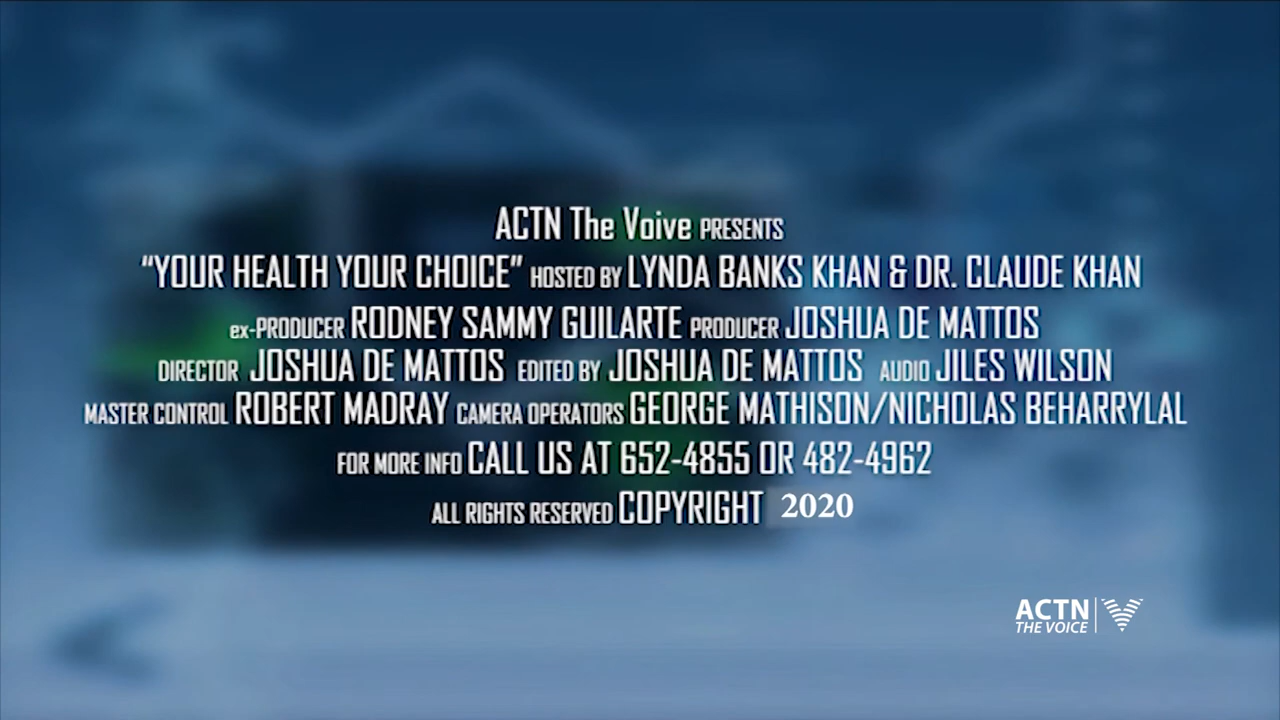 ACTN The Voive PRESENTS
“YOUR HEALTH YOUR CHOICE” HOSTED BY LYNDA BANKS KHAN & DR. CLAUDE KHAN
ex-PRODUCER RODNEY SAMMY GUILARTE PRODUCER JOSHUA DE MATTOS
DIRECTOR JOSHUA DE MATTOS EDITED BY JOSHUA DE MATTOS AUDIO JILES WILSON
MASTER CONTROL ROBERT MADRAY CAMERA OPERATORS GEORGE MATHISON/NICHOLAS BEHARRYLAL
FOR MORE INFO CALL US AT 652-4855 OR 482-4962
ALL RIGHTS RESERVED COPYRIGHT 2020
ACTN
THE VOICE